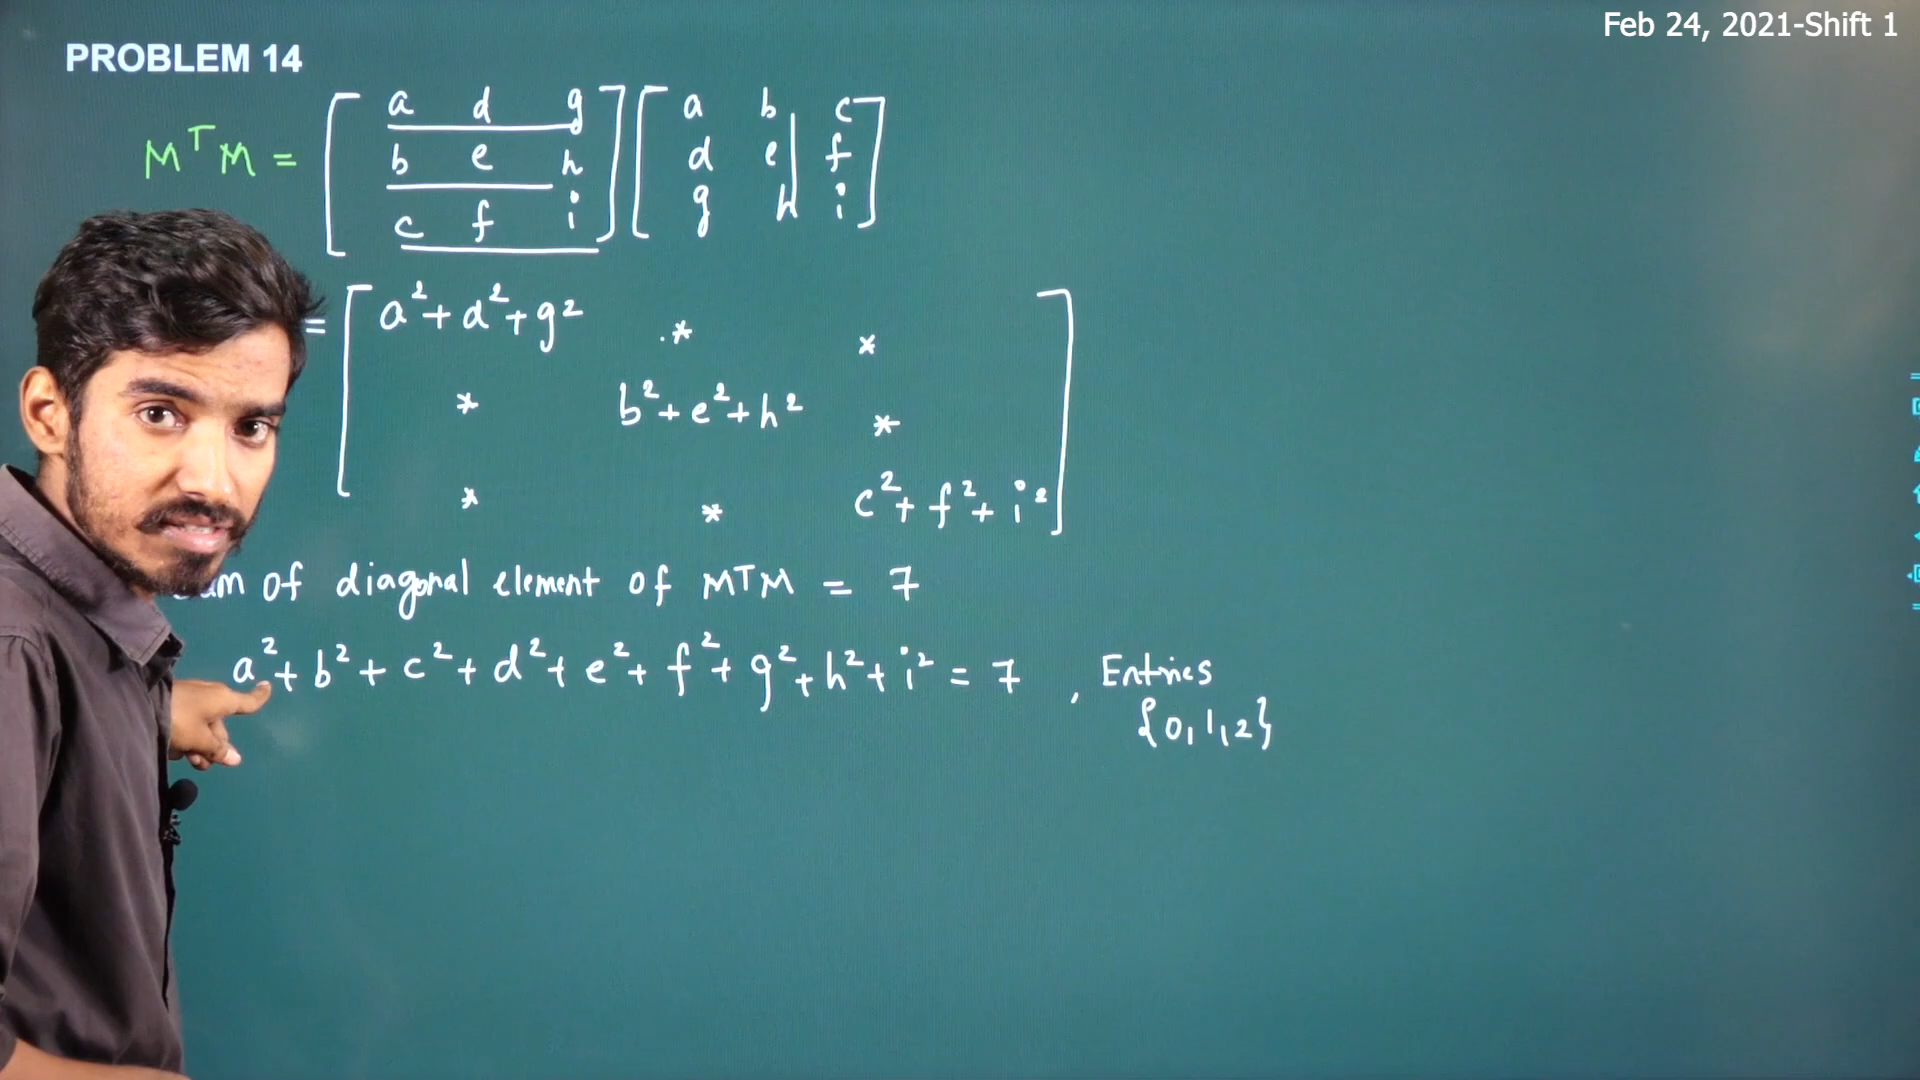 Feb 24, 2021-Shift 1
PROBLEM 14
MᵀM = [ a d g ] [ a b c ]
b e h d e f
c f i g h i
= [ a²+d²+g² .* *
* b²+e²+h² *
* * c²+f²+i² ]
of diagonal element of MTM = 7
a²+b²+c²+d²+e²+f²+g²+h²+i² = 7 , Entries
{0,1,2}